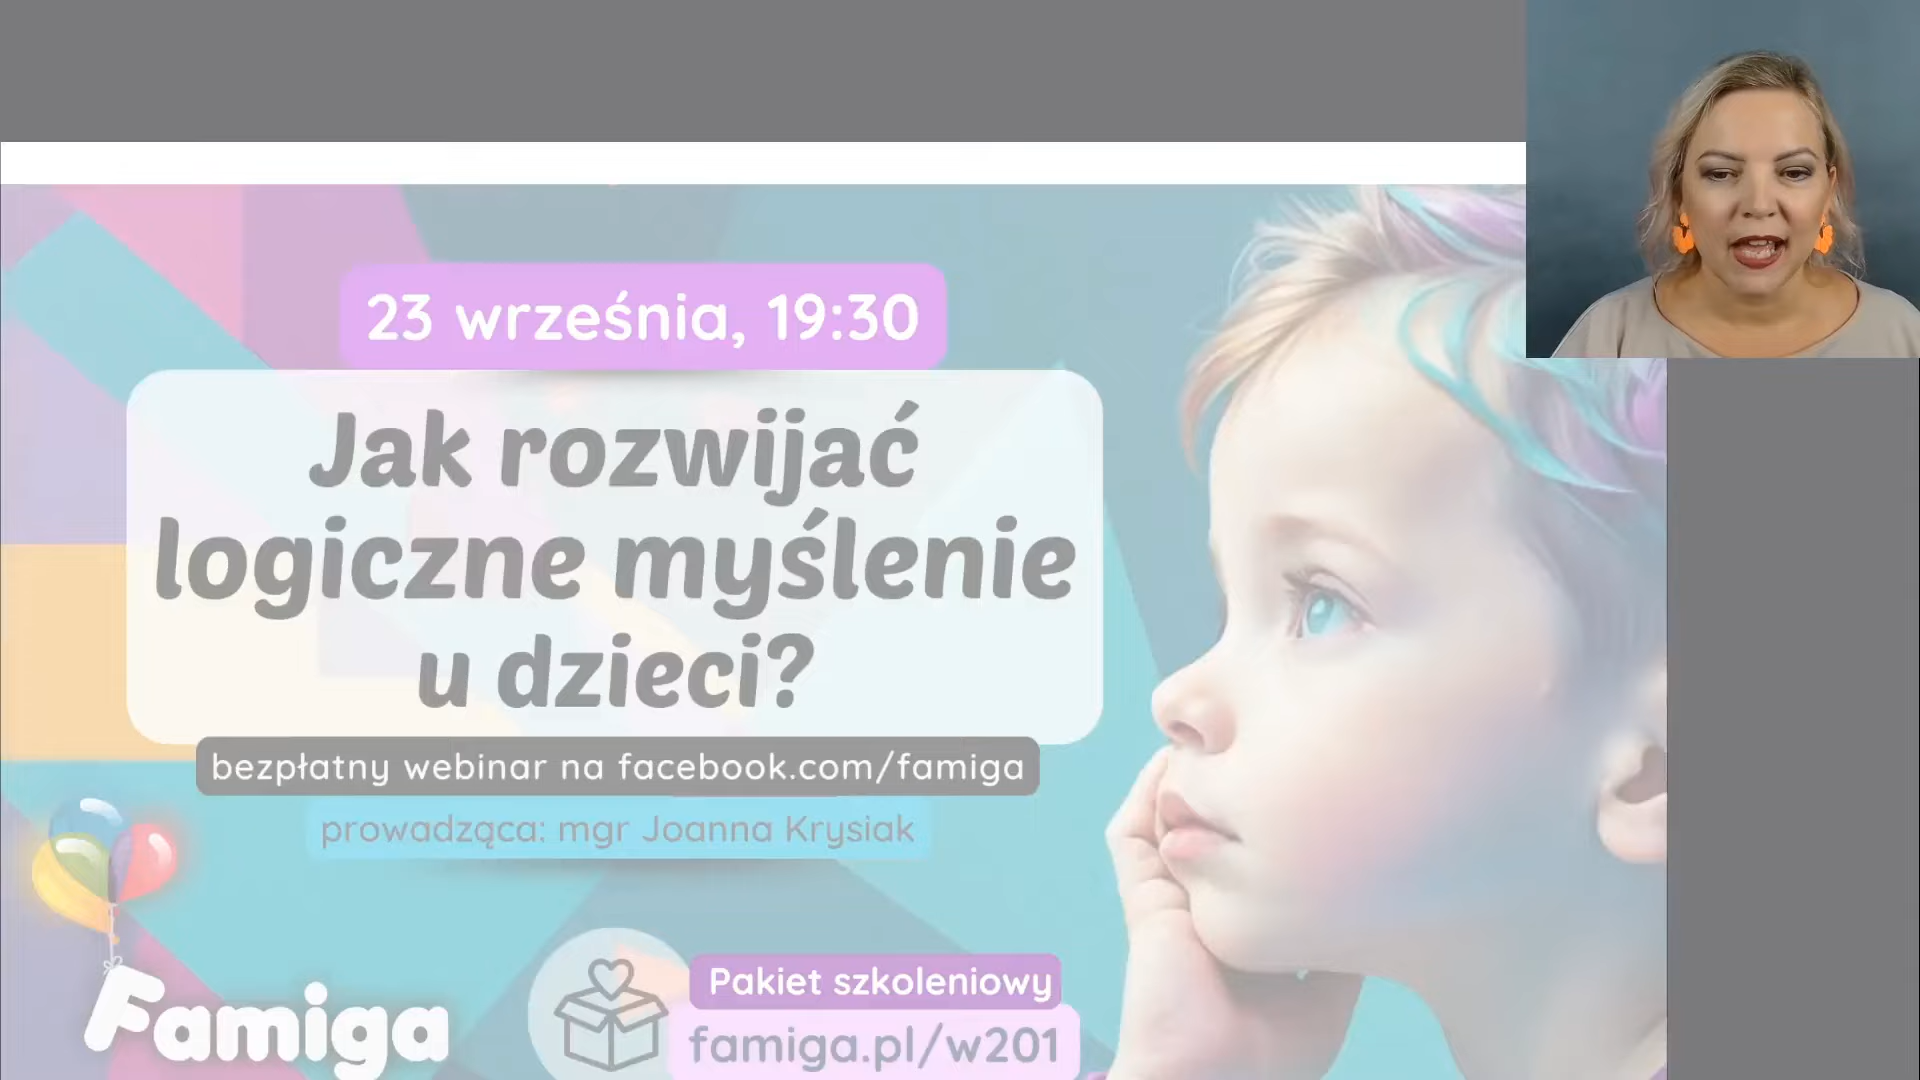 23 września, 19:30
Jak rozwijać
logiczne myślenie
u dzieci?
bezpłatny webinar na facebook.com/famiga
prowadząca: mgr Joanna Krysiak
Famiga
Pakiet szkoleniowy
famiga.pl/w201